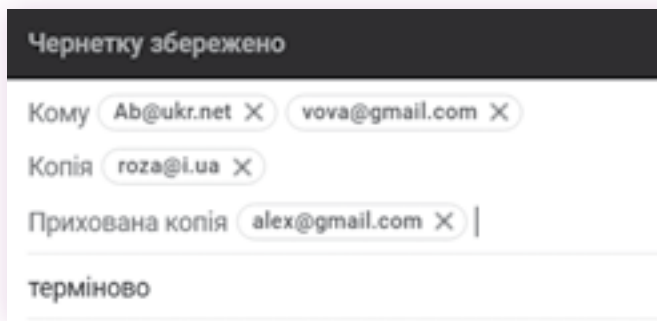 Чернетку збережено
Кому Ab@ukr.net × vova@gmail.com ×
Копія roza@i.ua ×
Прихована копія alex@gmail.com ×
терміново